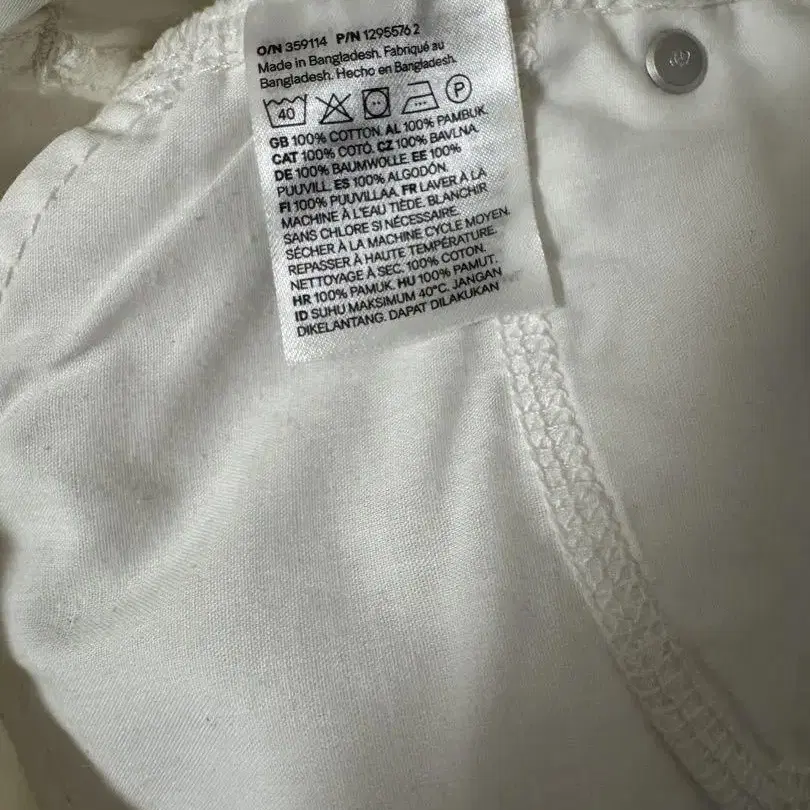 O/N 359114 P/N 1295576 2
Made in Bangladesh. Fabriqué au
Bangladesh. Hecho en Bangladesh.
40 P
GB 100% COTTON. AL 100% PAMBUK.
CAT 100% COTÓ. CZ 100% BAVLNA.
DE 100% BAUMWOLLE. EE 100%
PUUVILL. ES 100% ALGODÓN.
FI 100% PUUVILLAA. FR LAVER À LA
MACHINE À L'EAU TIÈDE. BLANCHIR
SANS CHLORE SI NÉCESSAIRE.
SÉCHER À LA MACHINE CYCLE MOYEN.
REPASSER À HAUTE TEMPÉRATURE.
NETTOYAGE À SEC. 100% COTON.
HR 100% PAMUK. HU 100% PAMUT.
ID SUHU MAKSIMUM 40°C. JANGAN
DIKELANTANG. DAPAT DILAKUKAN